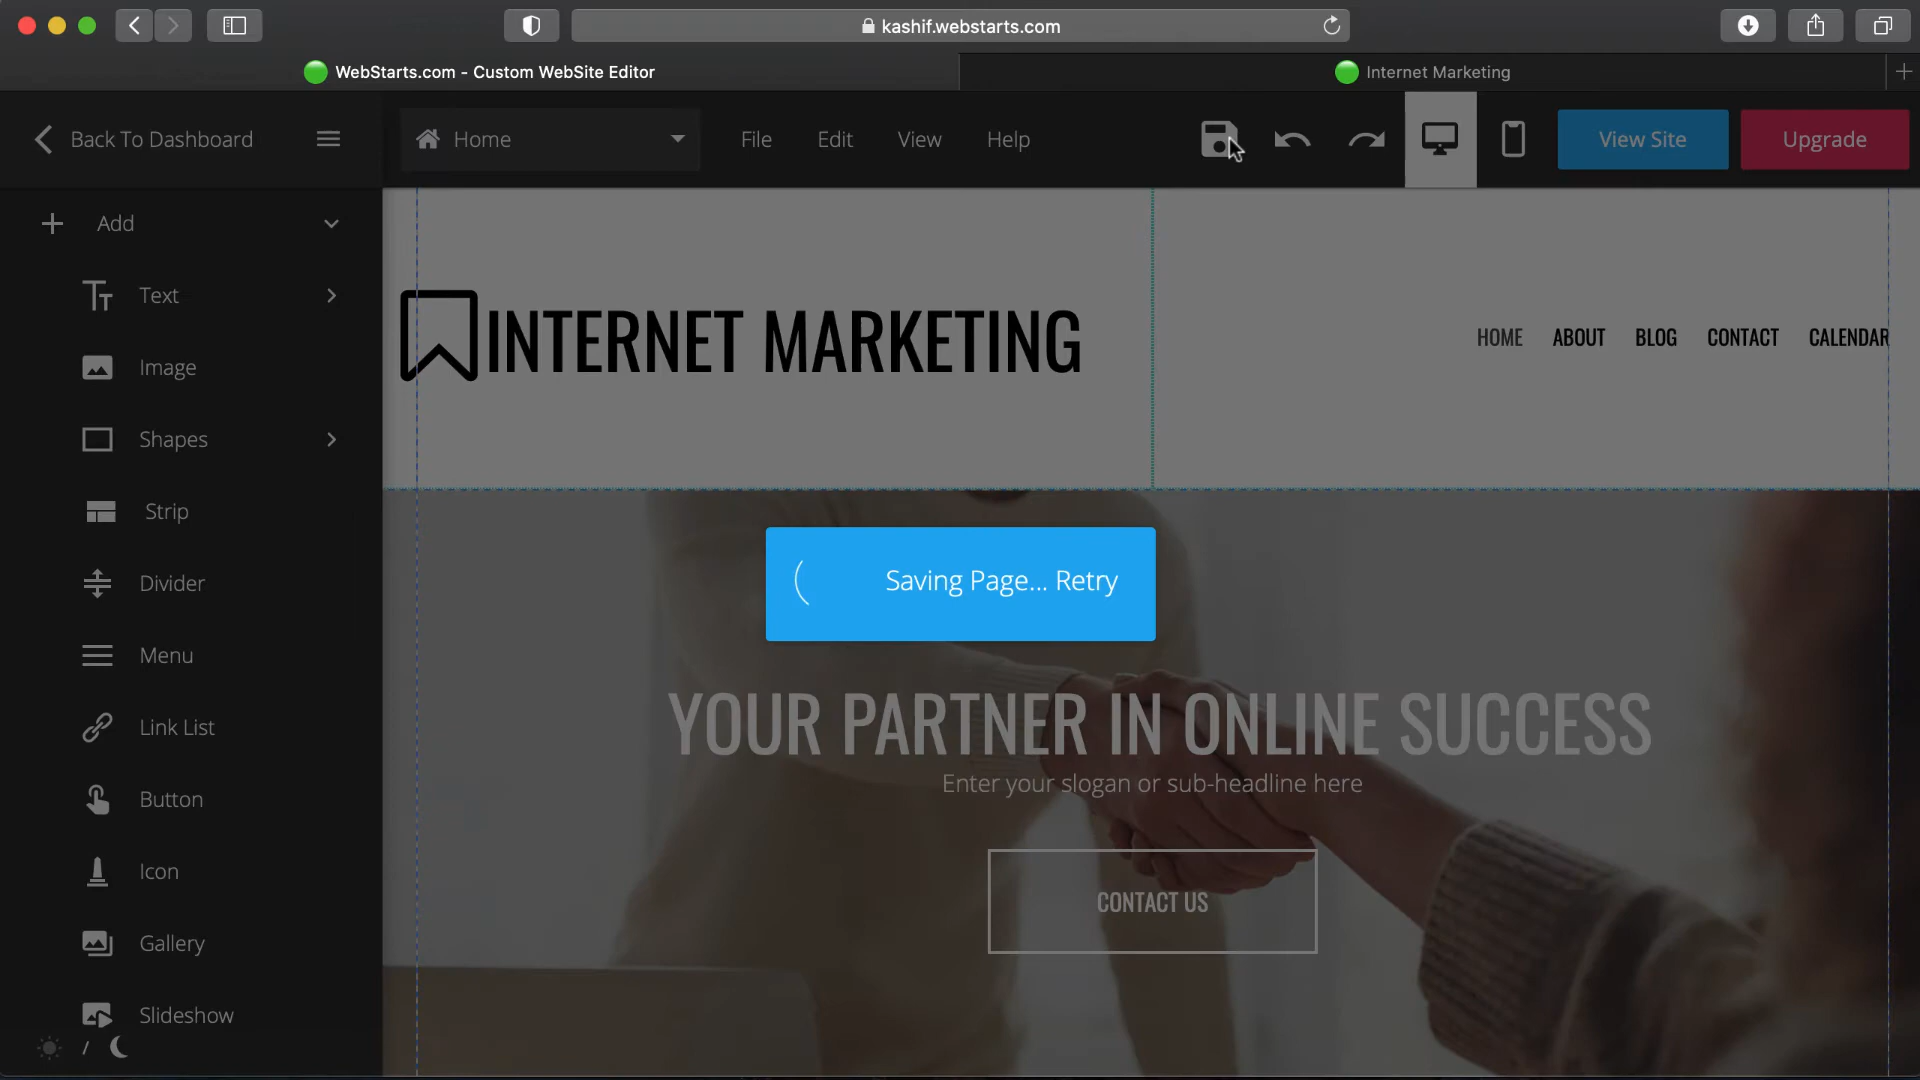 kashif.webstarts.com
WebStarts.com - Custom WebSite Editor
Internet Marketing
Back To Dashboard
Home
File
Edit
View
Help
View Site
Upgrade
Add
Text
Image
Shapes
Strip
Divider
Menu
Link List
Button
Icon
Gallery
Slideshow
/
INTERNET MARKETING
HOME ABOUT BLOG CONTACT CALENDAR
Saving Page... Retry
YOUR PARTNER IN ONLINE SUCCESS
Enter your slogan or sub-headline here
CONTACT US